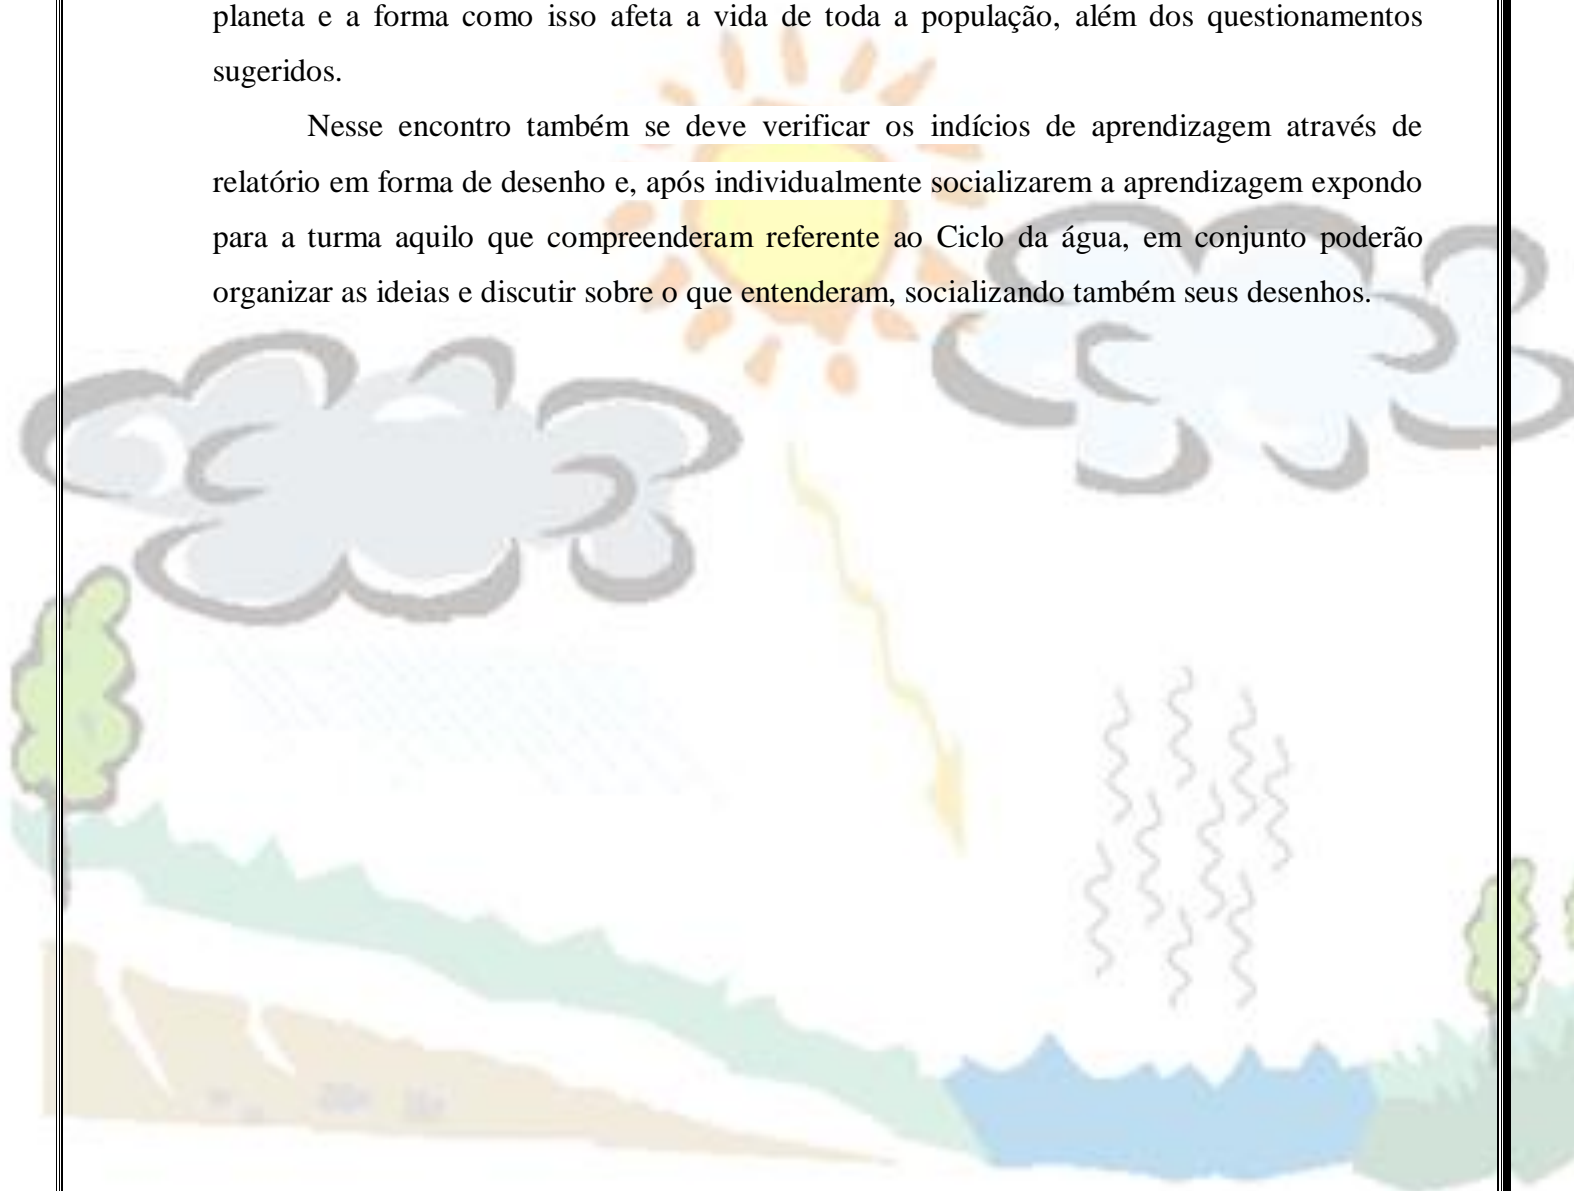 planeta e a forma como isso afeta a vida de toda a população, além dos questionamentos
sugeridos.
Nesse encontro também se deve verificar os indícios de aprendizagem através de
relatório em forma de desenho e, após individualmente socializarem a aprendizagem expondo
para a turma aquilo que compreenderam referente ao Ciclo da água, em conjunto poderão
organizar as ideias e discutir sobre o que entenderam, socializando também seus desenhos.